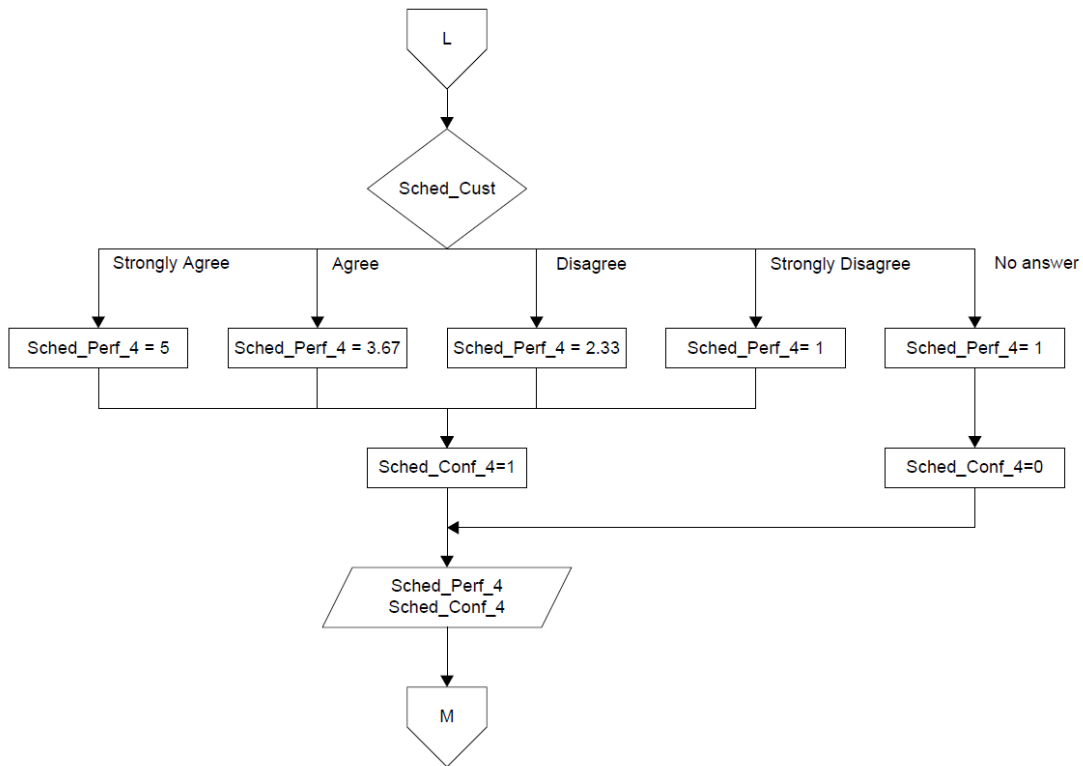 L
Sched_Cust
Strongly Agree
Agree
Disagree
Strongly Disagree
No answer
Sched_Perf_4 = 5
Sched_Perf_4 = 3.67
Sched_Perf_4 = 2.33
Sched_Perf_4= 1
Sched_Perf_4= 1
Sched_Conf_4=1
Sched_Conf_4=0
Sched_Perf_4
Sched_Conf_4
M